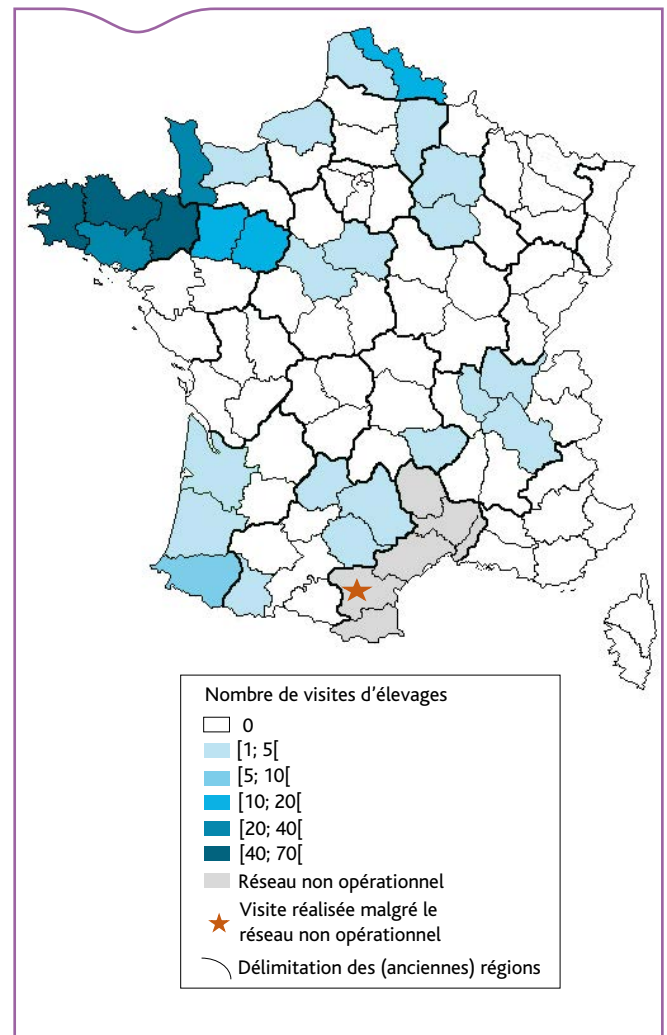 Nombre de visites d'élevages
0
[1; 5[
[5; 10[
[10; 20[
[20; 40[
[40; 70[
Réseau non opérationnel
Visite réalisée malgré le
réseau non opérationnel
Délimitation des (anciennes) régions